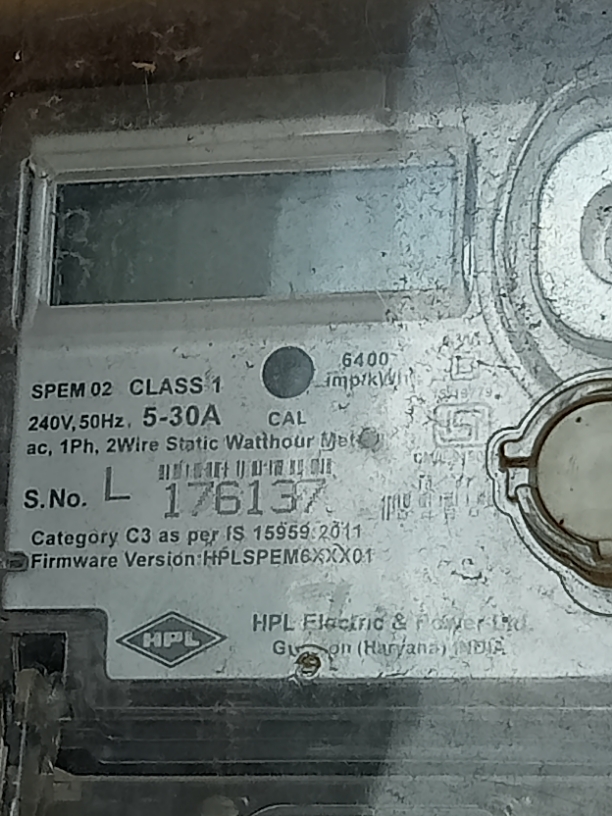 6400
imp/kWh
SPEM 02 CLASS 1
240V, 50Hz, 5-30A
CAL
ac, 1Ph, 2Wire Static Watthour Meter
S.No. L 176137
Category C3 as per IS 15959:2011
Firmware Version:HPLSPEM6XXX01
HPL
HPL Electric & Power Ltd.
Gurgaon (Haryana) INDIA